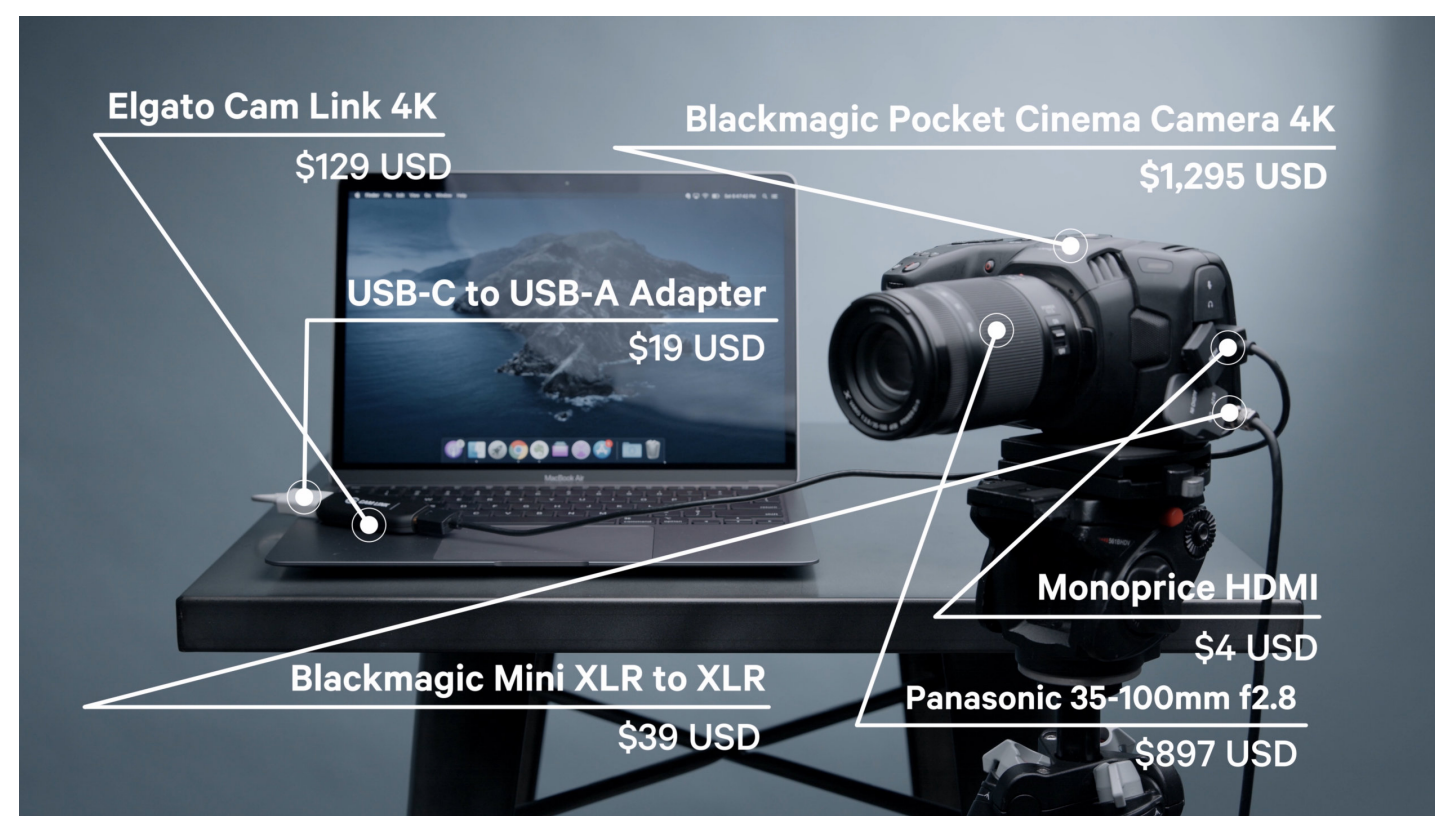 Elgato Cam Link 4K
$129 USD
Blackmagic Pocket Cinema Camera 4K
$1,295 USD
USB-C to USB-A Adapter
$19 USD
MacBook Air
Monoprice HDMI
$4 USD
Blackmagic Mini XLR to XLR
$39 USD
Panasonic 35-100mm f2.8
$897 USD